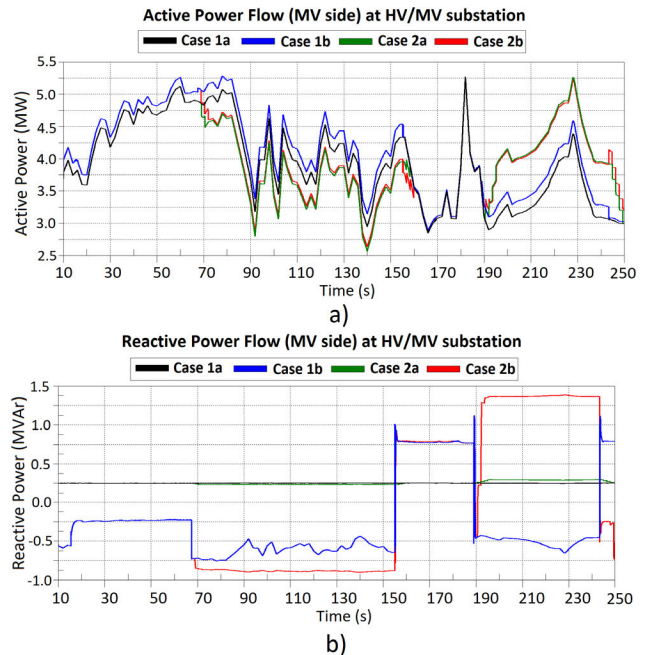 Active Power Flow (MV side) at HV/MV substation
a)
Case 1a Case 1b Case 2a Case 2b
Active Power (MW)
5.5
5.0
4.5
4.0
3.5
3.0
2.5
10 30 50 70 90 110 130 150 170 190 210 230 250
Time (s)
a)
Reactive Power Flow (MV side) at HV/MV substation
Case 1a Case 1b Case 2a Case 2b
Reactive Power (MVAr)
1.5
1.0
0.5
0.0
-0.5
-1.0
10 30 50 70 90 110 130 150 170 190 210 230 250
Time (s)
b)